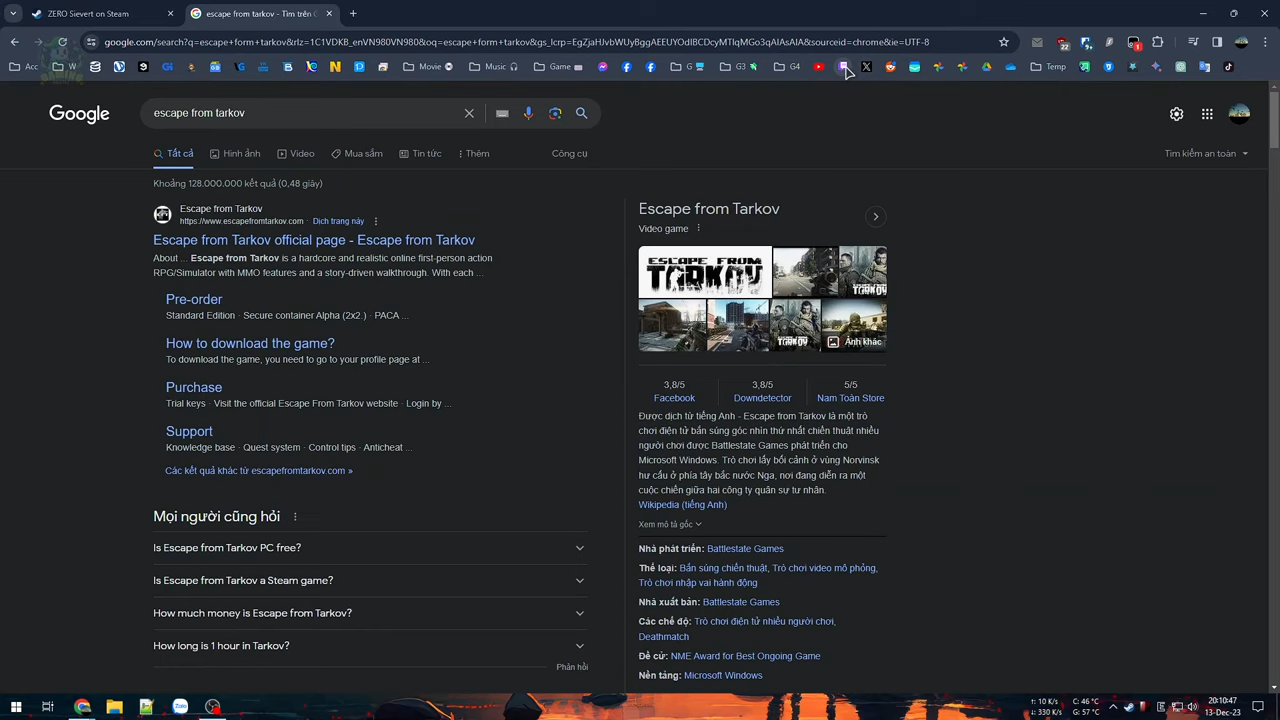 ZERO Sievert on Steam
escape from tarkov - Tìm trên G
google.com/search?q=escape+form+tarkov&rlz=1C1VDKB_enVN980VN980&oq=escape+form+tarkov&gs_lcrp=EgZjaHJvbWUyBggAEEUYOdIBCDcyMTlqMGo3qAIAsAIA&sourceid=chrome&ie=UTF-8
22
1
Acc
W
Movie
Music
Game
G
G3
G4
Temp
GAMING
Google
escape from tarkov
Tất cả
Hình ảnh
Video
Mua sắm
Tin tức
Thêm
Công cụ
Tìm kiếm an toàn
Khoảng 128.000.000 kết quả (0,48 giây)
Escape from Tarkov
https://www.escapefromtarkov.com
Dịch trang này
Escape from Tarkov official page - Escape from Tarkov
About ... Escape from Tarkov is a hardcore and realistic online first-person action
RPG/Simulator with MMO features and a story-driven walkthrough. With each ...
Pre-order
Standard Edition · Secure container Alpha (2x2.) · PACA ...
How to download the game?
To download the game, you need to go to your profile page at ...
Purchase
Trial keys · Visit the official Escape From Tarkov website · Login by ...
Support
Knowledge base · Quest system · Control tips · Anticheat ...
Các kết quả khác từ escapefromtarkov.com »
Mọi người cũng hỏi
Is Escape from Tarkov PC free?
Is Escape from Tarkov a Steam game?
How much money is Escape from Tarkov?
How long is 1 hour in Tarkov?
Phản hồi
Escape from Tarkov
Video game
ESCAPE FROM
TARKOV
TARKOV
TARKOV
Ảnh khác
3,8/5
Facebook
3,8/5
Downdetector
5/5
Nam Toàn Store
Được dịch từ tiếng Anh - Escape from Tarkov là một trò
chơi điện tử bắn súng góc nhìn thứ nhất chiến thuật nhiều
người chơi được Battlestate Games phát triển cho
Microsoft Windows. Trò chơi lấy bối cảnh ở vùng Norvinsk
hư cấu ở phía tây bắc nước Nga, nơi đang diễn ra một
cuộc chiến giữa hai công ty quân sự tư nhân.
Wikipedia (tiếng Anh)
Xem mô tả gốc
Nhà phát triển: Battlestate Games
Thể loại: Bắn súng chiến thuật, Trò chơi video mô phỏng,
Trò chơi nhập vai hành động
Nhà xuất bản: Battlestate Games
Các chế độ: Trò chơi điện tử nhiều người chơi,
Deathmatch
Đề cử: NME Award for Best Ongoing Game
Nền tảng: Microsoft Windows
Zalo
↑: 10 K/s
↓: 330 K/s
C: 46 °C
G: 57 °C
20:10:47
13-Dec-23